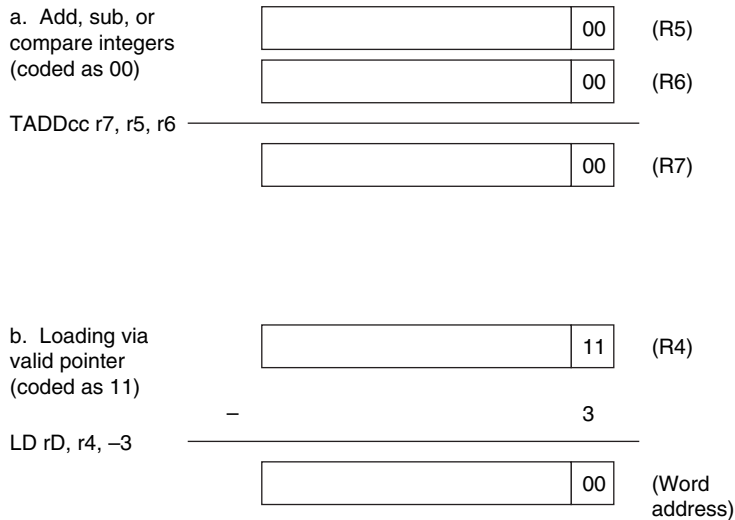 a. Add, sub, or
compare integers
(coded as 00)
00 (R5)
00 (R6)
TADDcc r7, r5, r6
00 (R7)
b. Loading via
valid pointer
(coded as 11)
11 (R4)
– 3
LD rD, r4, –3
00 (Word
address)